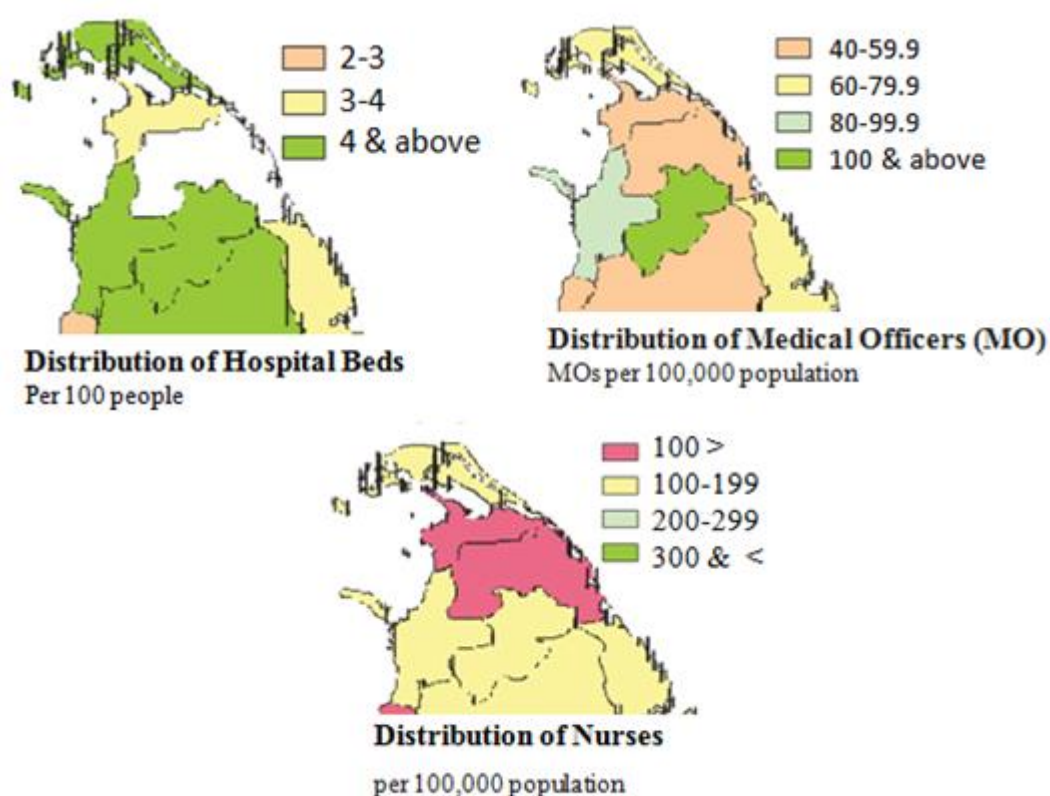 2-3
3-4
4 & above
Distribution of Hospital Beds
Per 100 people
40-59.9
60-79.9
80-99.9
100 & above
Distribution of Medical Officers (MO)
MOs per 100,000 population
100 >
100-199
200-299
300 & <
Distribution of Nurses
per 100,000 population